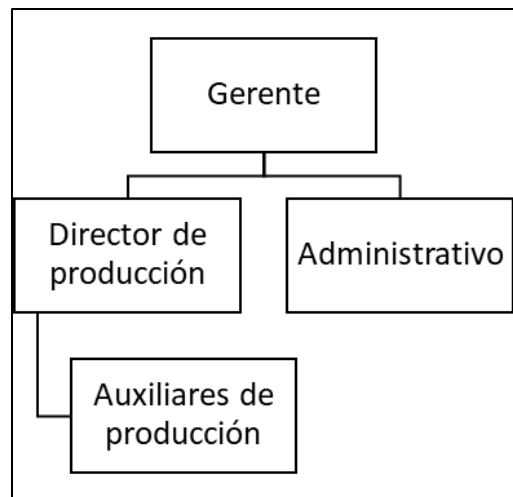 Gerente
Director de
producción
Administrativo
Auxiliares de
producción